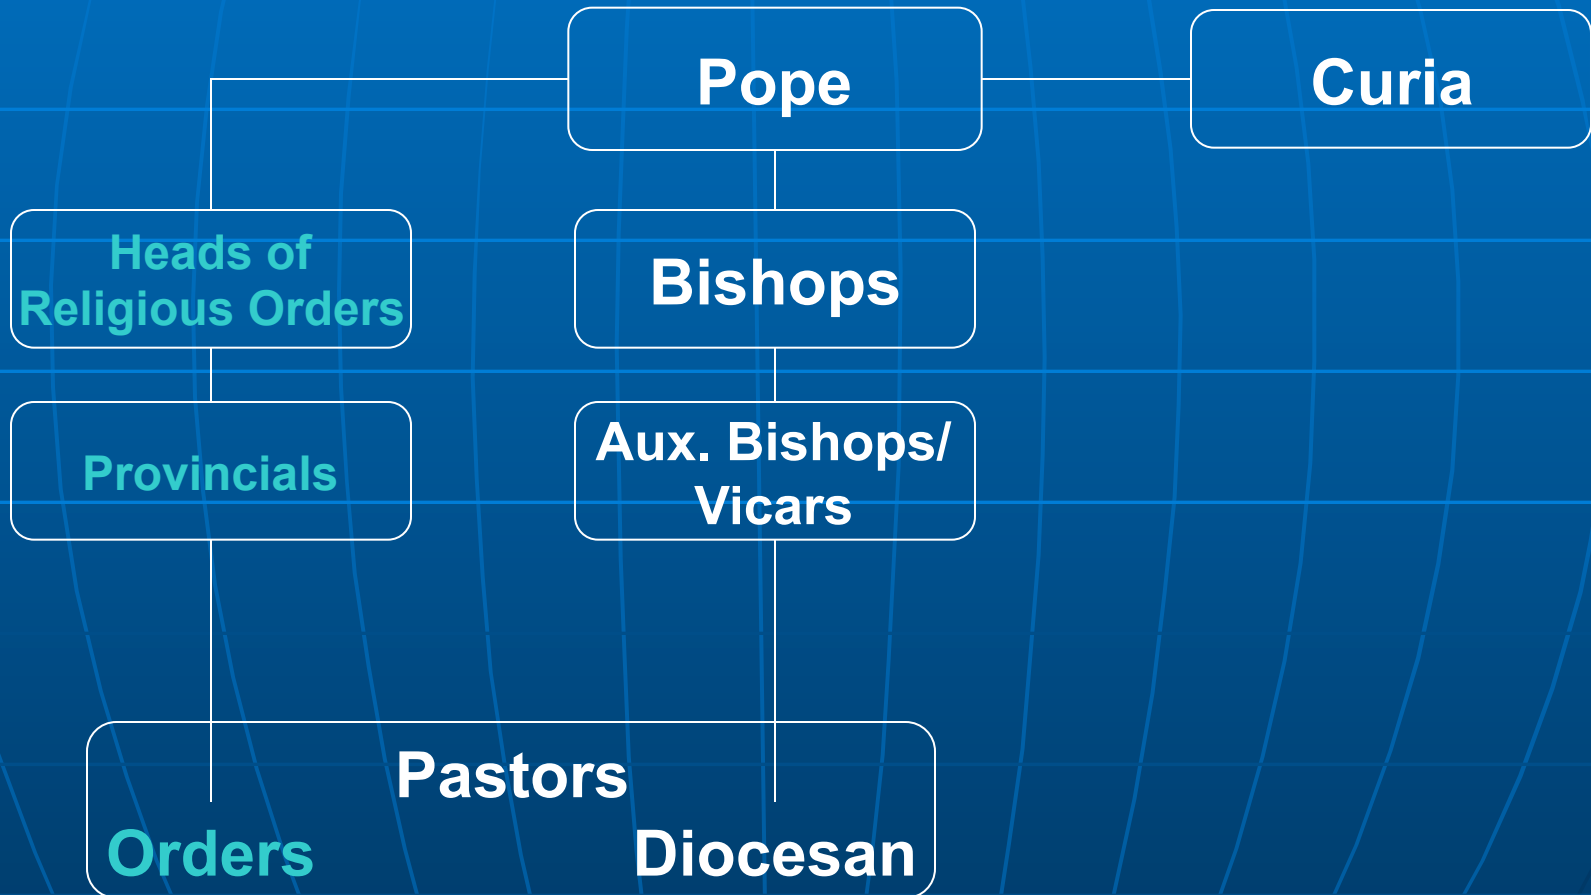 Pope
Curia
Heads of
Religious Orders
Bishops
Provincials
Aux. Bishops/
Vicars
Pastors
Orders
Diocesan